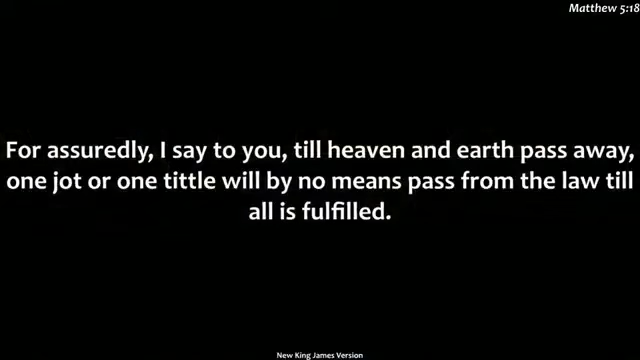 Matthew 5:18
For assuredly, I say to you, till heaven and earth pass away,
one jot or one tittle will by no means pass from the law till
all is fulfilled.
New King James Version